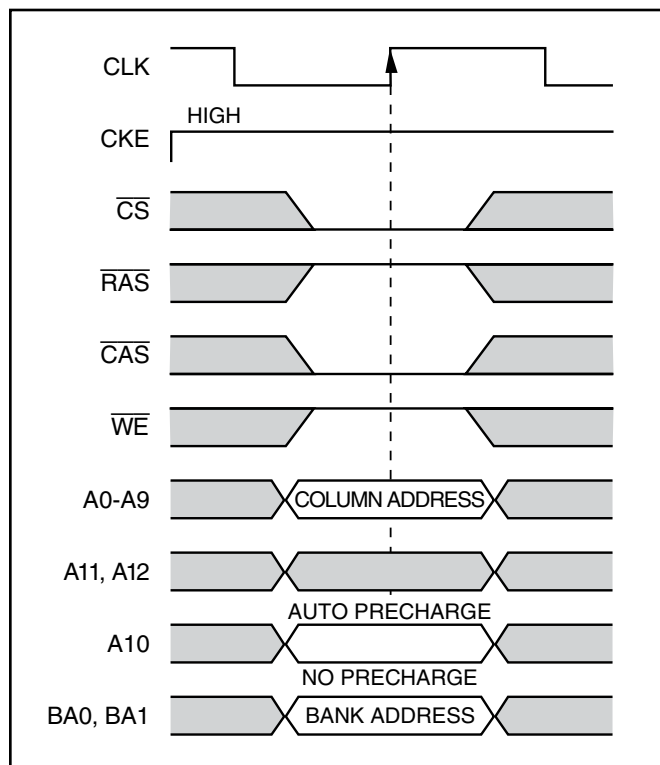 CLK
HIGH
CKE
CS
RAS
CAS
WE
A0-A9 COLUMN ADDRESS
A11, A12
AUTO PRECHARGE
A10
NO PRECHARGE
BA0, BA1 BANK ADDRESS